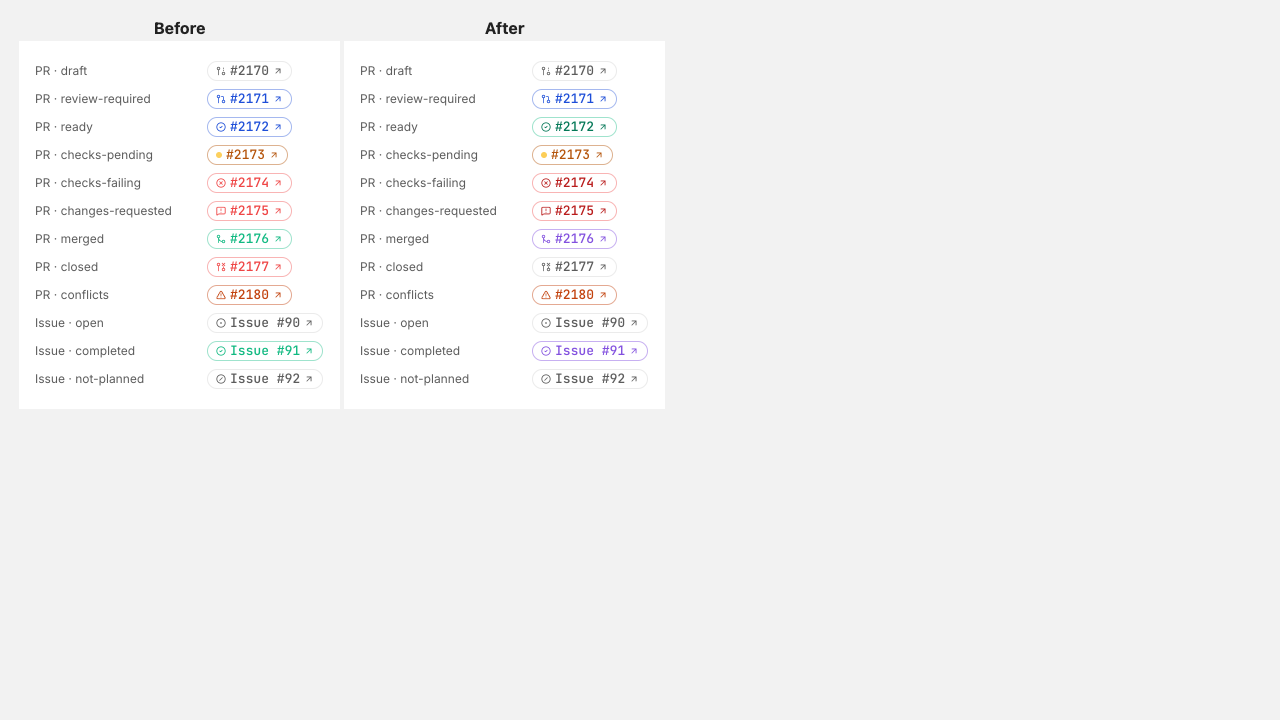 Before
PR · draft #2170
PR · review-required #2171
PR · ready #2172
PR · checks-pending #2173
PR · checks-failing #2174
PR · changes-requested #2175
PR · merged #2176
PR · closed #2177
PR · conflicts #2180
Issue · open Issue #90
Issue · completed Issue #91
Issue · not-planned Issue #92
After
PR · draft #2170
PR · review-required #2171
PR · ready #2172
PR · checks-pending #2173
PR · checks-failing #2174
PR · changes-requested #2175
PR · merged #2176
PR · closed #2177
PR · conflicts #2180
Issue · open Issue #90
Issue · completed Issue #91
Issue · not-planned Issue #92